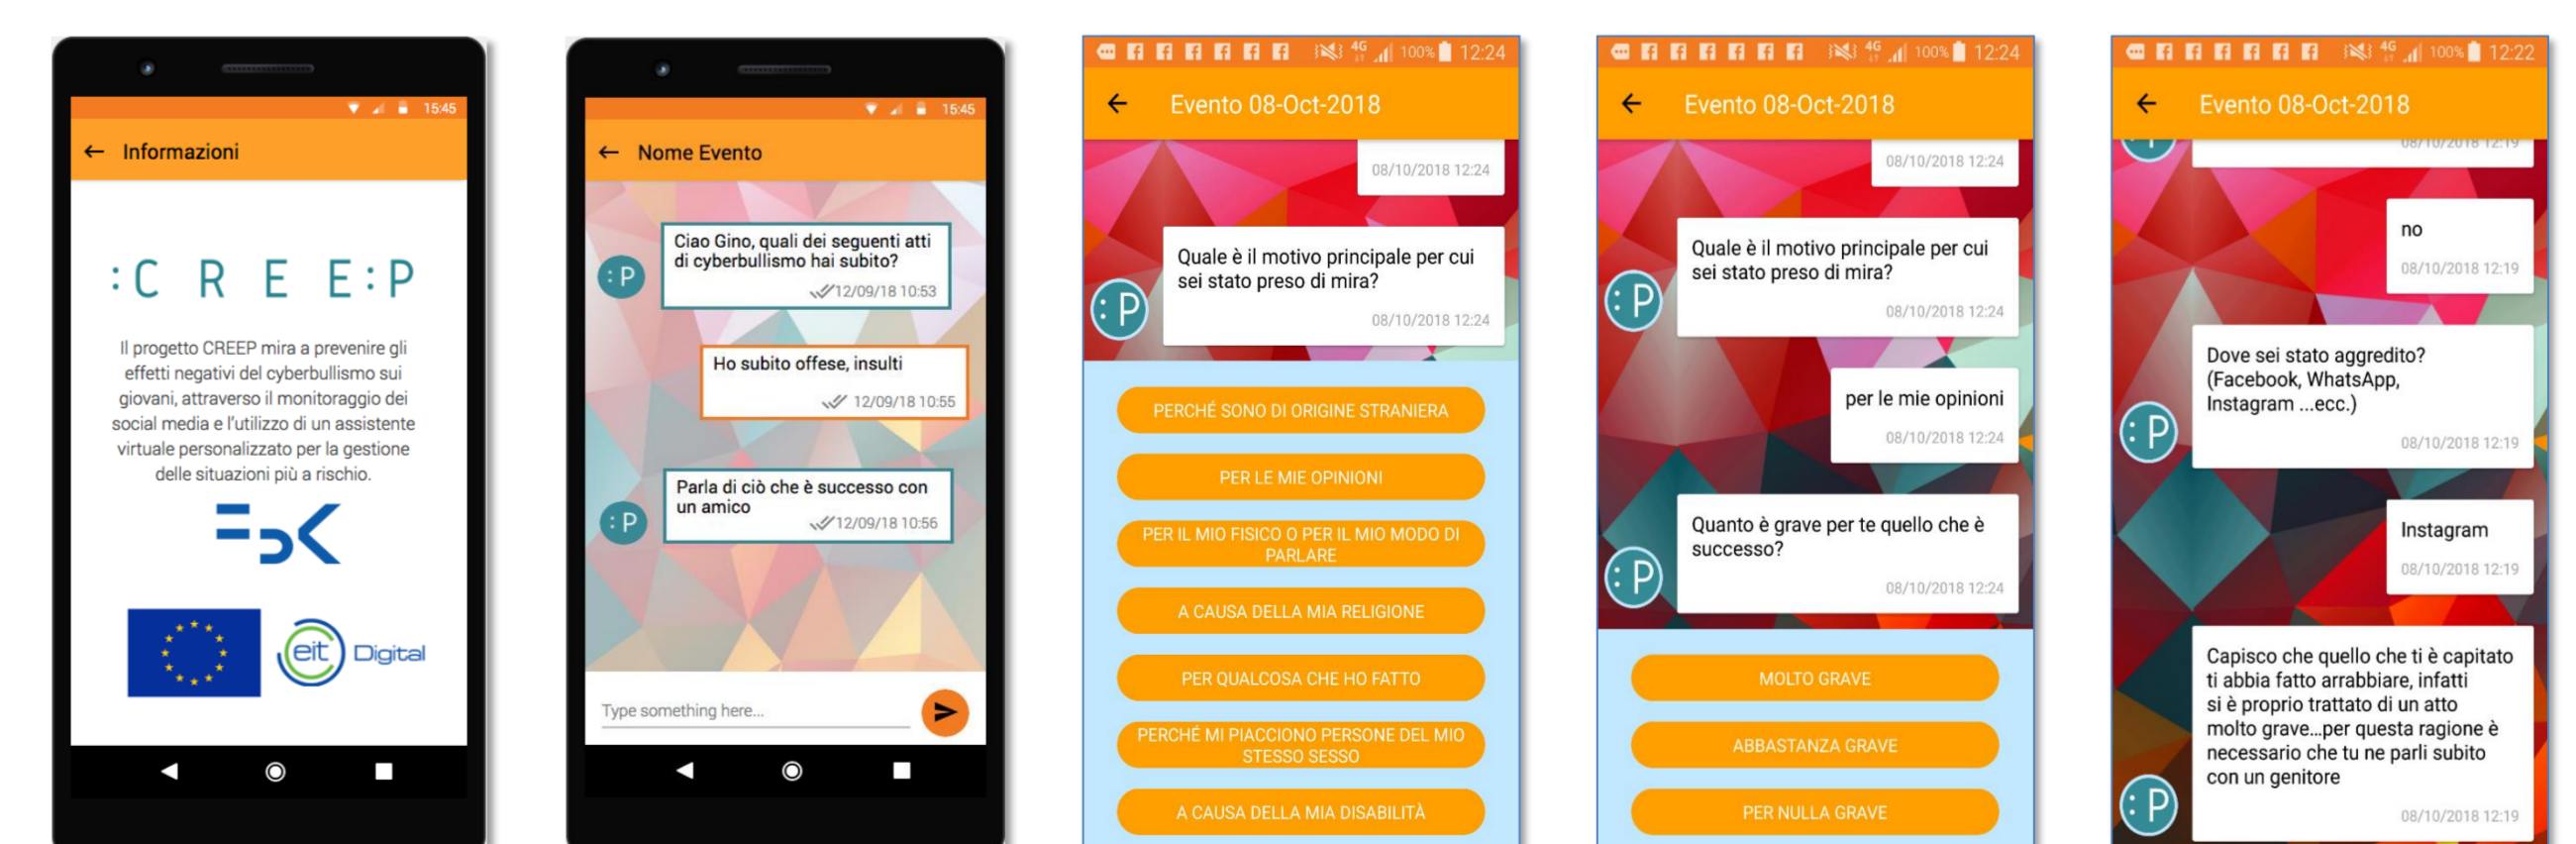 15:45
Informazioni
:C R E E:P
Il progetto CREEP mira a prevenire gli
effetti negativi del cyberbullismo sui
giovani, attraverso il monitoraggio dei
social media e l'utilizzo di un assistente
virtuale personalizzato per la gestione
delle situazioni più a rischio.
FBK
eit Digital
15:45
Nome Evento
Ciao Gino, quali dei seguenti atti
di cyberbullismo hai subito?
12/09/18 10:53
:P
Ho subito offese, insulti
12/09/18 10:55
Parla di ciò che è successo con
un amico
12/09/18 10:56
:P
Type something here...
4G 100% 12:24
Evento 08-Oct-2018
08/10/2018 12:24
Quale è il motivo principale per cui
sei stato preso di mira?
08/10/2018 12:24
:P
PERCHÉ SONO DI ORIGINE STRANIERA
PER LE MIE OPINIONI
PER IL MIO FISICO O PER IL MIO MODO DI
PARLARE
A CAUSA DELLA MIA RELIGIONE
PER QUALCOSA CHE HO FATTO
PERCHÉ MI PIACCIONO PERSONE DEL MIO
STESSO SESSO
A CAUSA DELLA MIA DISABILITÀ
4G 100% 12:24
Evento 08-Oct-2018
08/10/2018 12:24
Quale è il motivo principale per cui
sei stato preso di mira?
08/10/2018 12:24
:P
per le mie opinioni
08/10/2018 12:24
Quanto è grave per te quello che è
successo?
08/10/2018 12:24
:P
MOLTO GRAVE
ABBASTANZA GRAVE
PER NULLA GRAVE
4G 100% 12:22
Evento 08-Oct-2018
08/10/2018 12:19
no
08/10/2018 12:19
Dove sei stato aggredito?
(Facebook, WhatsApp,
Instagram ...ecc.)
08/10/2018 12:19
:P
Instagram
08/10/2018 12:19
Capisco che quello che ti è capitato
ti abbia fatto arrabbiare, infatti
si è proprio trattato di un atto
molto grave...per questa ragione è
necessario che tu ne parli subito
con un genitore
08/10/2018 12:19
:P